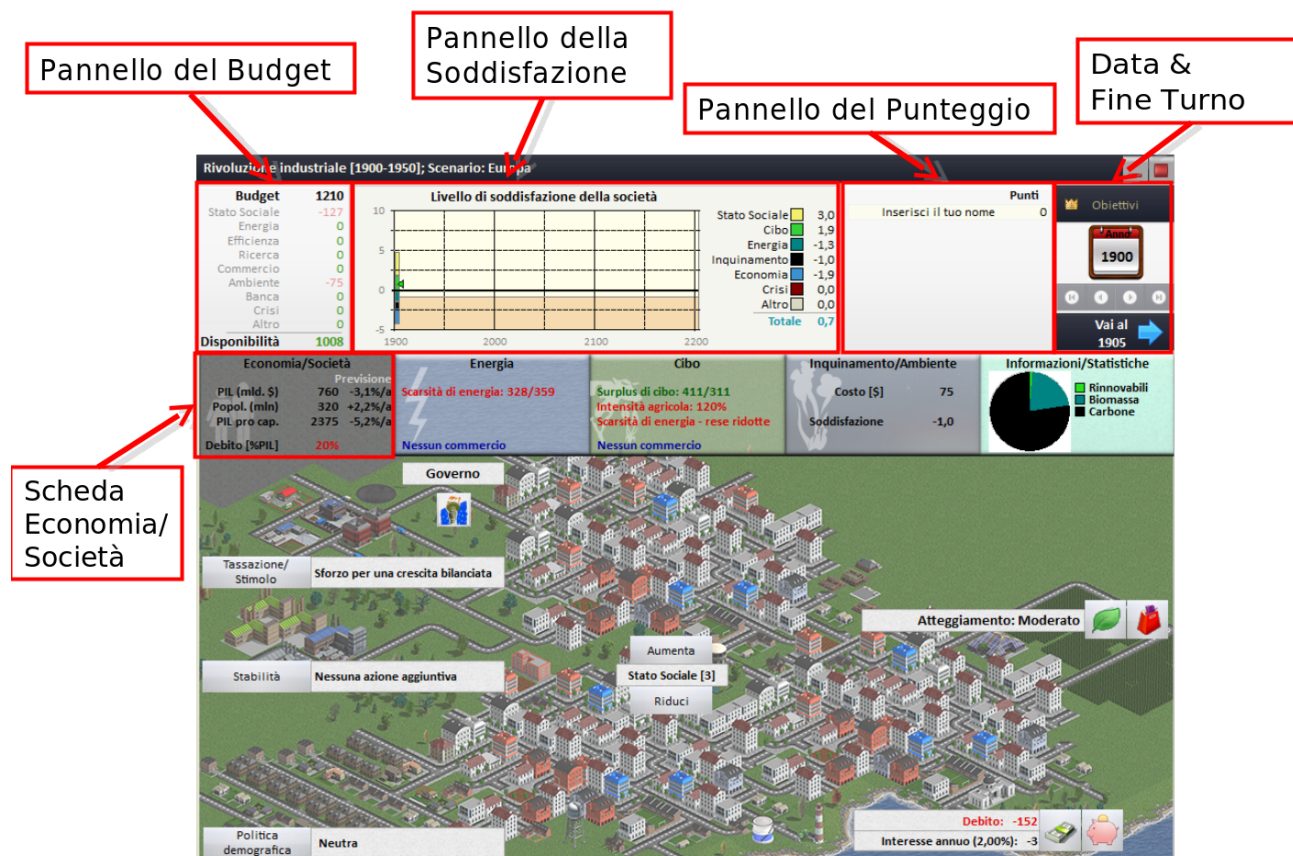 Pannello del Budget
Pannello della
Soddisfazione
Pannello del Punteggio
Data &
Fine Turno
Rivoluzione industriale [1900-1950]; Scenario: Europa
Budget 1210
Stato Sociale -127
Energia 0
Efficienza 0
Ricerca 0
Commercio 0
Ambiente -75
Banca 0
Crisi 0
Altro 0
Disponibilità 1008
Livello di soddisfazione della società
10
5
0
-5
1900 2000 2100 2200
Stato Sociale 3,0
Cibo 1,9
Energia -1,3
Inquinamento -1,0
Economia -1,9
Crisi 0,0
Altro 0,0
Totale 0,7
Punti
Inserisci il tuo nome 0
Obiettivi
Anno
1900
Vai al
1905
Economia/Società
Previsione
PIL (mld. $) 760 -3,1%/a
Popol. (mln) 320 +2,2%/a
PIL pro cap. 2375 -5,2%/a
Debito [%PIL] 20%
Energia
Scarsità di energia: 328/359
Nessun commercio
Cibo
Surplus di cibo: 411/311
Intensità agricola: 120%
Scarsità di energia - rese ridotte
Nessun commercio
Inquinamento/Ambiente
Costo [$] 75
Soddisfazione -1,0
Informazioni/Statistiche
Rinnovabili
Biomassa
Carbone
Scheda
Economia/
Società
Governo
Tassazione/
Stimolo
Sforzo per una crescita bilanciata
Atteggiamento: Moderato
Aumenta
Stato Sociale [3]
Riduci
Stabilità
Nessuna azione aggiuntiva
Politica
demografica
Neutra
Debito: -152
Interesse annuo (2,00%): -3